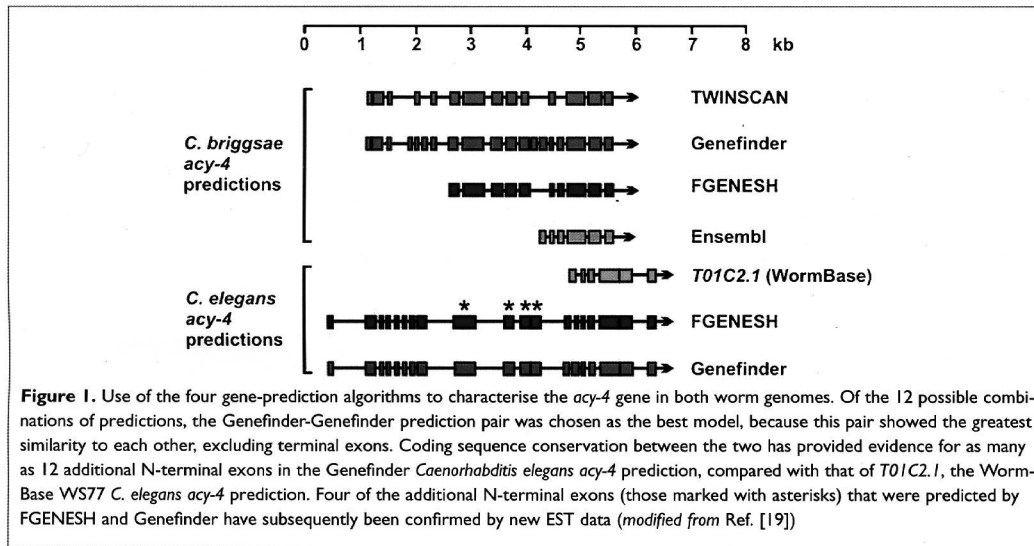 0 1 2 3 4 5 6 7 8 kb
TWINSCAN
Genefinder
FGENESH
Ensembl
C. briggsae
acy-4
predictions
T01C2.1 (WormBase)
FGENESH
Genefinder
C. elegans
acy-4
predictions
* * **
Figure 1. Use of the four gene-prediction algorithms to characterise the acy-4 gene in both worm genomes. Of the 12 possible combi-
nations of predictions, the Genefinder-Genefinder prediction pair was chosen as the best model, because this pair showed the greatest
similarity to each other, excluding terminal exons. Coding sequence conservation between the two has provided evidence for as many
as 12 additional N-terminal exons in the Genefinder Caenorhabditis elegans acy-4 prediction, compared with that of T01C2.1, the Worm-
Base WS77 C. elegans acy-4 prediction. Four of the additional N-terminal exons (those marked with asterisks) that were predicted by
FGENESH and Genefinder have subsequently been confirmed by new EST data (modified from Ref. [19])